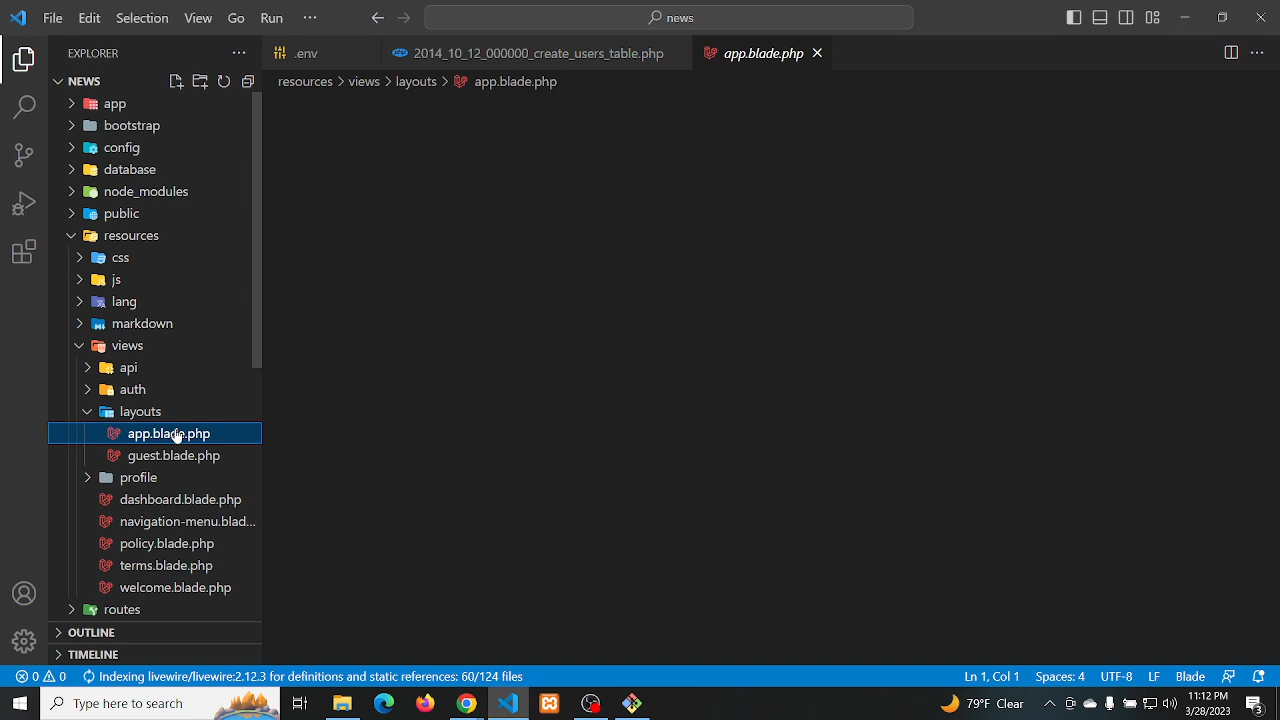 File Edit Selection View Go Run ··· news
EXPLORER ···
.env 2014_10_12_000000_create_users_table.php app.blade.php
NEWS
resources > views > layouts > app.blade.php
app
bootstrap
config
database
node_modules
public
resources
css
js
lang
markdown
views
api
auth
layouts
app.blade.php
guest.blade.php
profile
dashboard.blade.php
navigation-menu.blad...
policy.blade.php
terms.blade.php
welcome.blade.php
routes
OUTLINE
TIMELINE
0 0 Indexing livewire/livewire:2.12.3 for definitions and static references: 60/124 files Ln 1, Col 1 Spaces: 4 UTF-8 LF Blade
Type here to search 79°F Clear 11:12 PM
3/28/2023
3